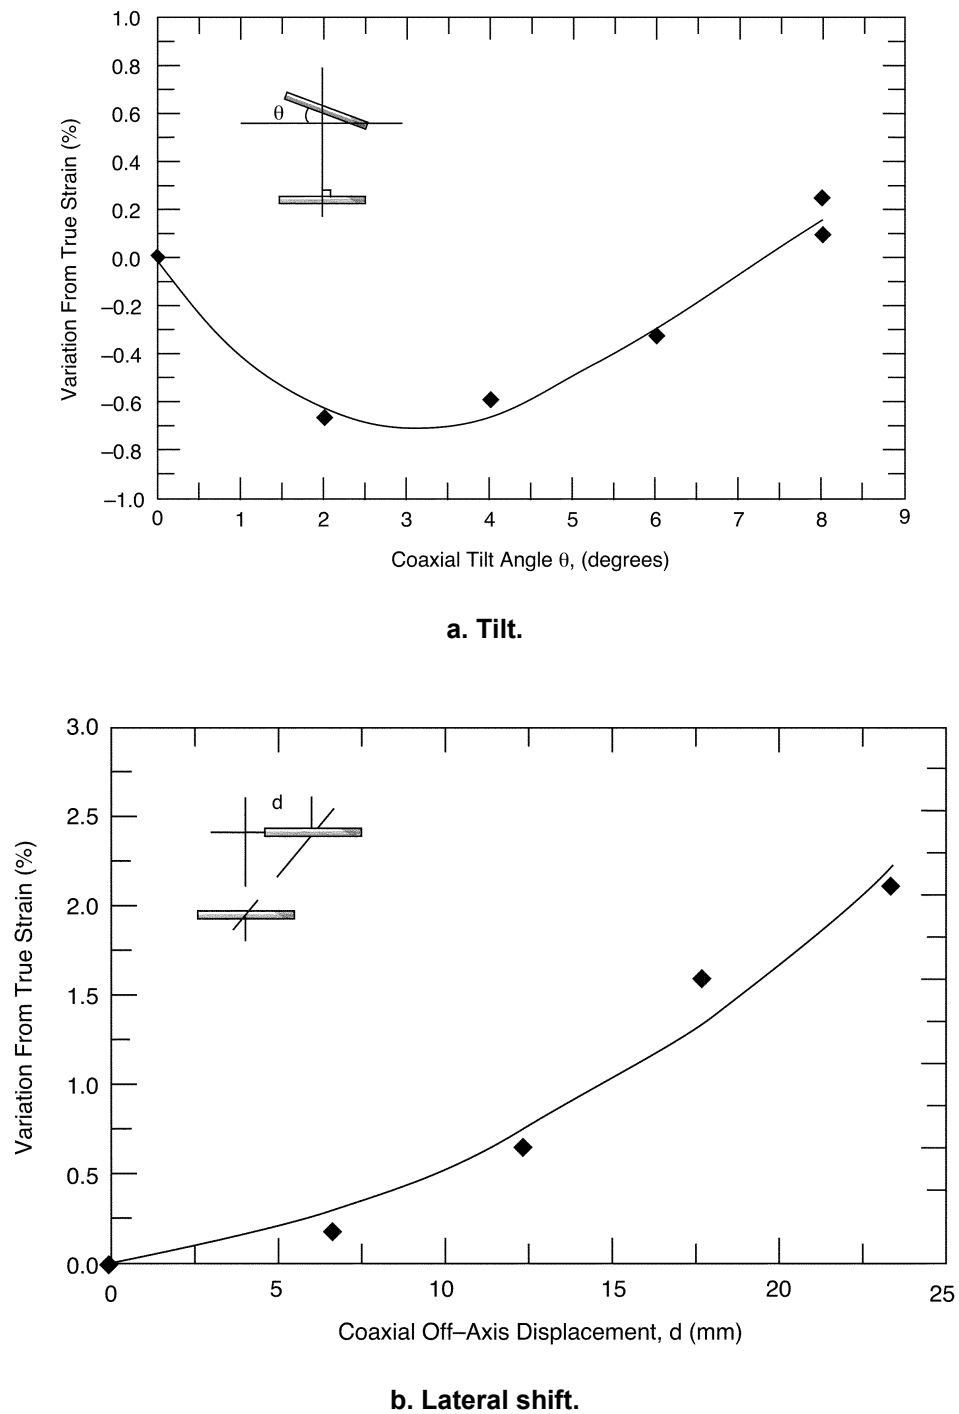 1.0
0.8
0.6
0.4
0.2
0.0
–0.2
–0.4
–0.6
–0.8
–1.0
Variation From True Strain (%)
θ
0 1 2 3 4 5 6 7 8 9
Coaxial Tilt Angle θ, (degrees)
a. Tilt.
3.0
2.5
2.0
1.5
1.0
0.5
0.0
Variation From True Strain (%)
d
0 5 10 15 20 25
Coaxial Off–Axis Displacement, d (mm)
b. Lateral shift.